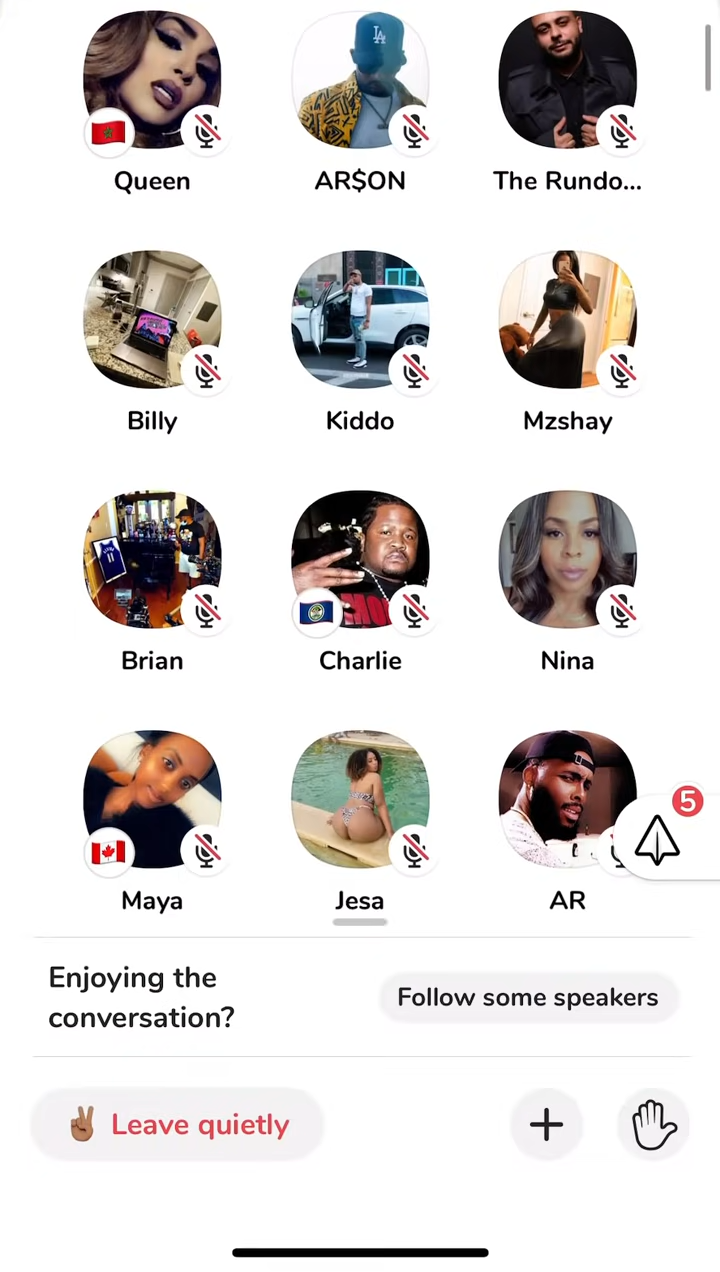 LA
Queen
AR$ON
The Rundo...
Billy
Kiddo
Mzshay
Brian
Charlie
Nina
5
Maya
Jesa
AR
Enjoying the
conversation?
Follow some speakers
Leave quietly